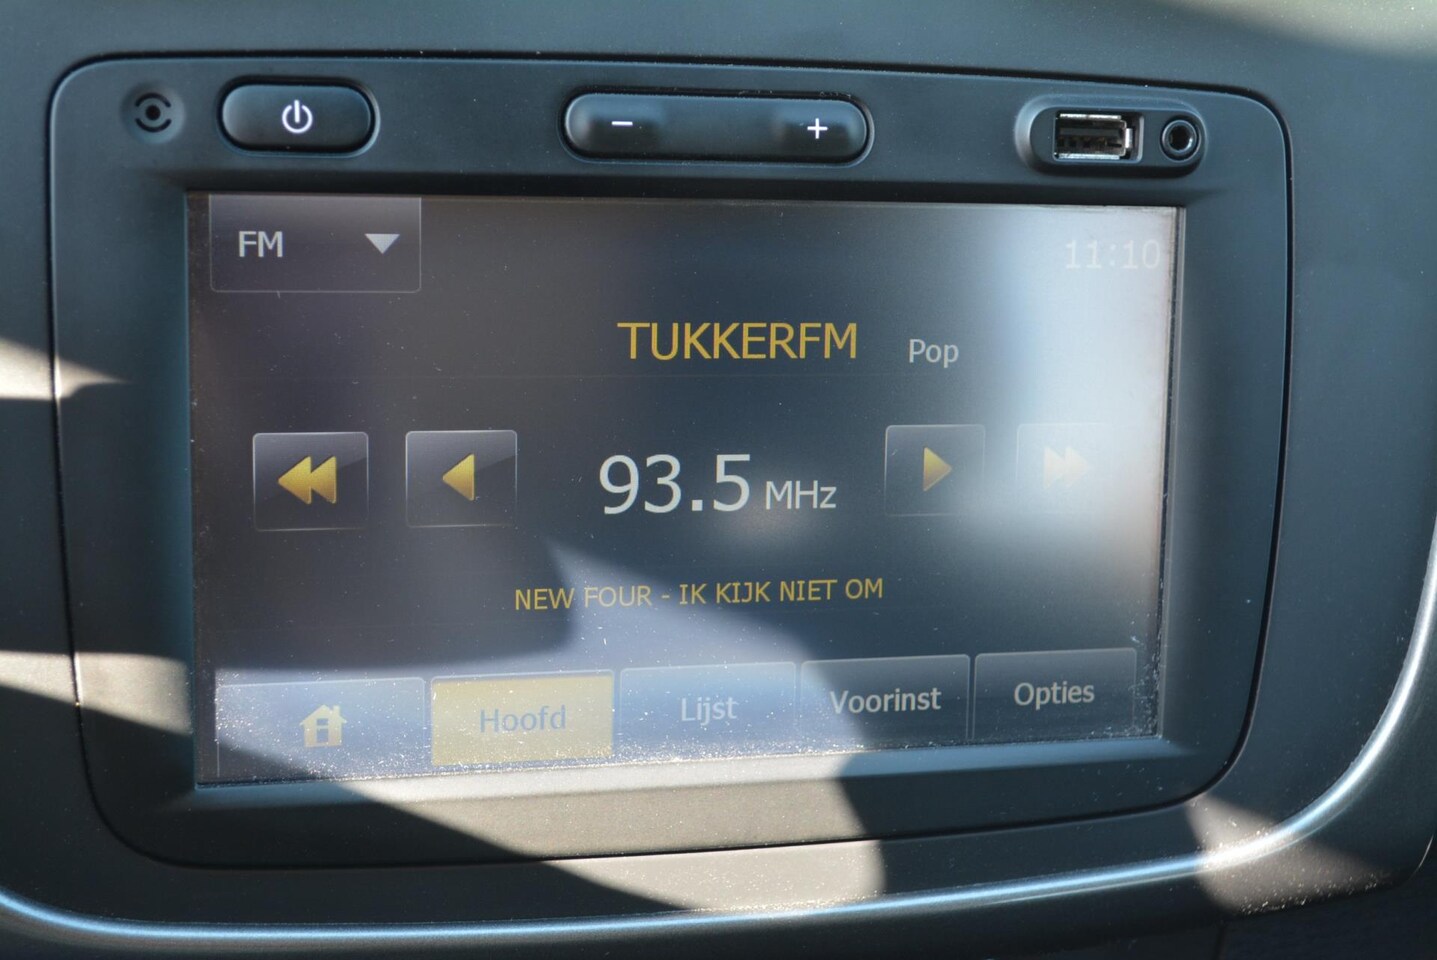 FM
11:10
TUKKERFM Pop
93.5 MHz
NEW FOUR - IK KIJK NIET OM
Hoofd Lijst Voorinst Opties